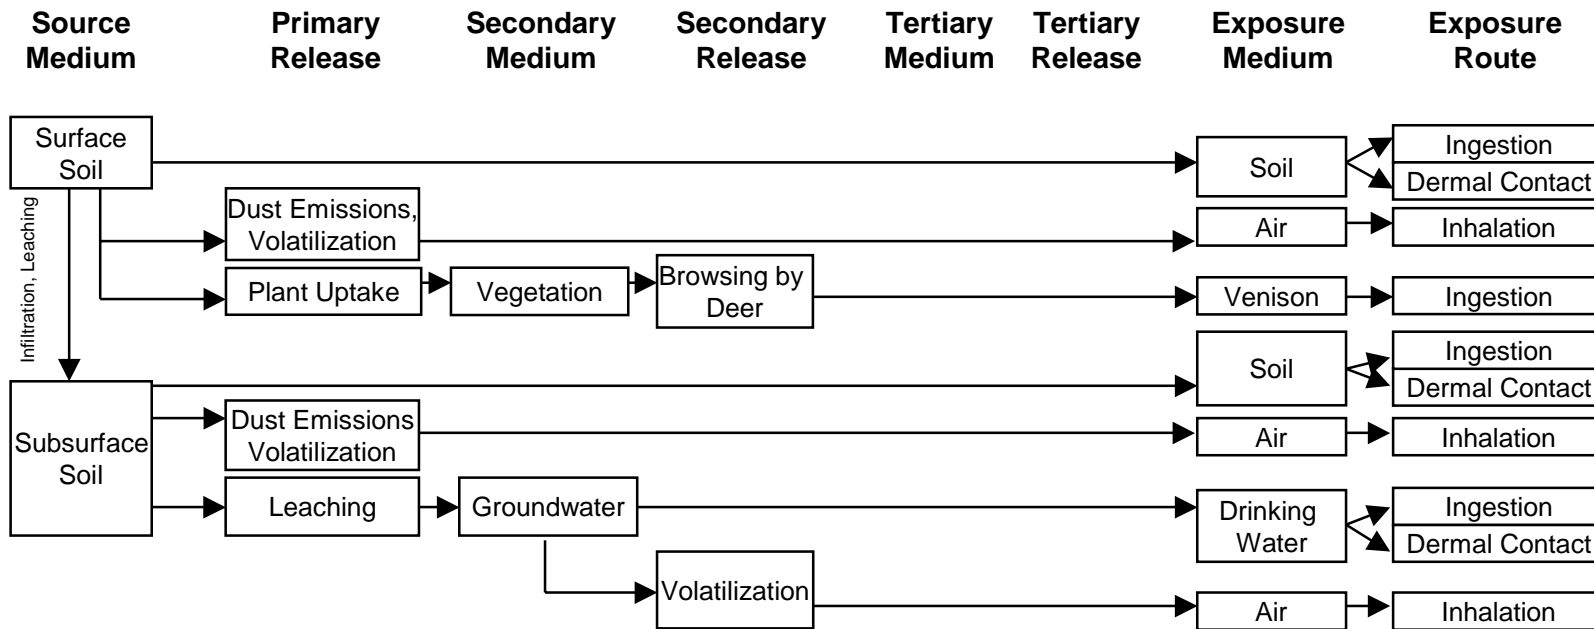 Source
Medium
Primary
Release
Secondary
Medium
Secondary
Release
Tertiary
Medium
Tertiary
Release
Exposure
Medium
Exposure
Route
Surface
Soil
Soil
Ingestion
Dermal Contact
Infiltration, Leaching
Dust Emissions,
Volatilization
Air
Inhalation
Plant Uptake
Vegetation
Browsing by
Deer
Venison
Ingestion
Subsurface
Soil
Soil
Ingestion
Dermal Contact
Dust Emissions
Volatilization
Air
Inhalation
Leaching
Groundwater
Drinking
Water
Ingestion
Dermal Contact
Volatilization
Air
Inhalation